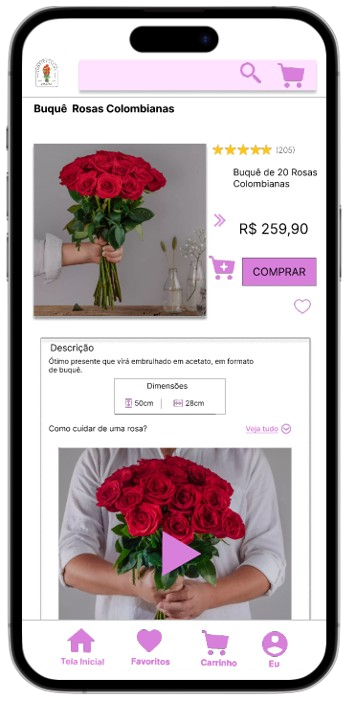 Buquê Rosas Colombianas
(205)
Buquê de 20 Rosas
Colombianas
R$ 259,90
COMPRAR
Descrição
Ótimo presente que virá embrulhado em acetato, em formato
de buquê.
Dimensões
50cm | 28cm
Como cuidar de uma rosa? Veja tudo
Tela Inicial Favoritos Carrinho Eu